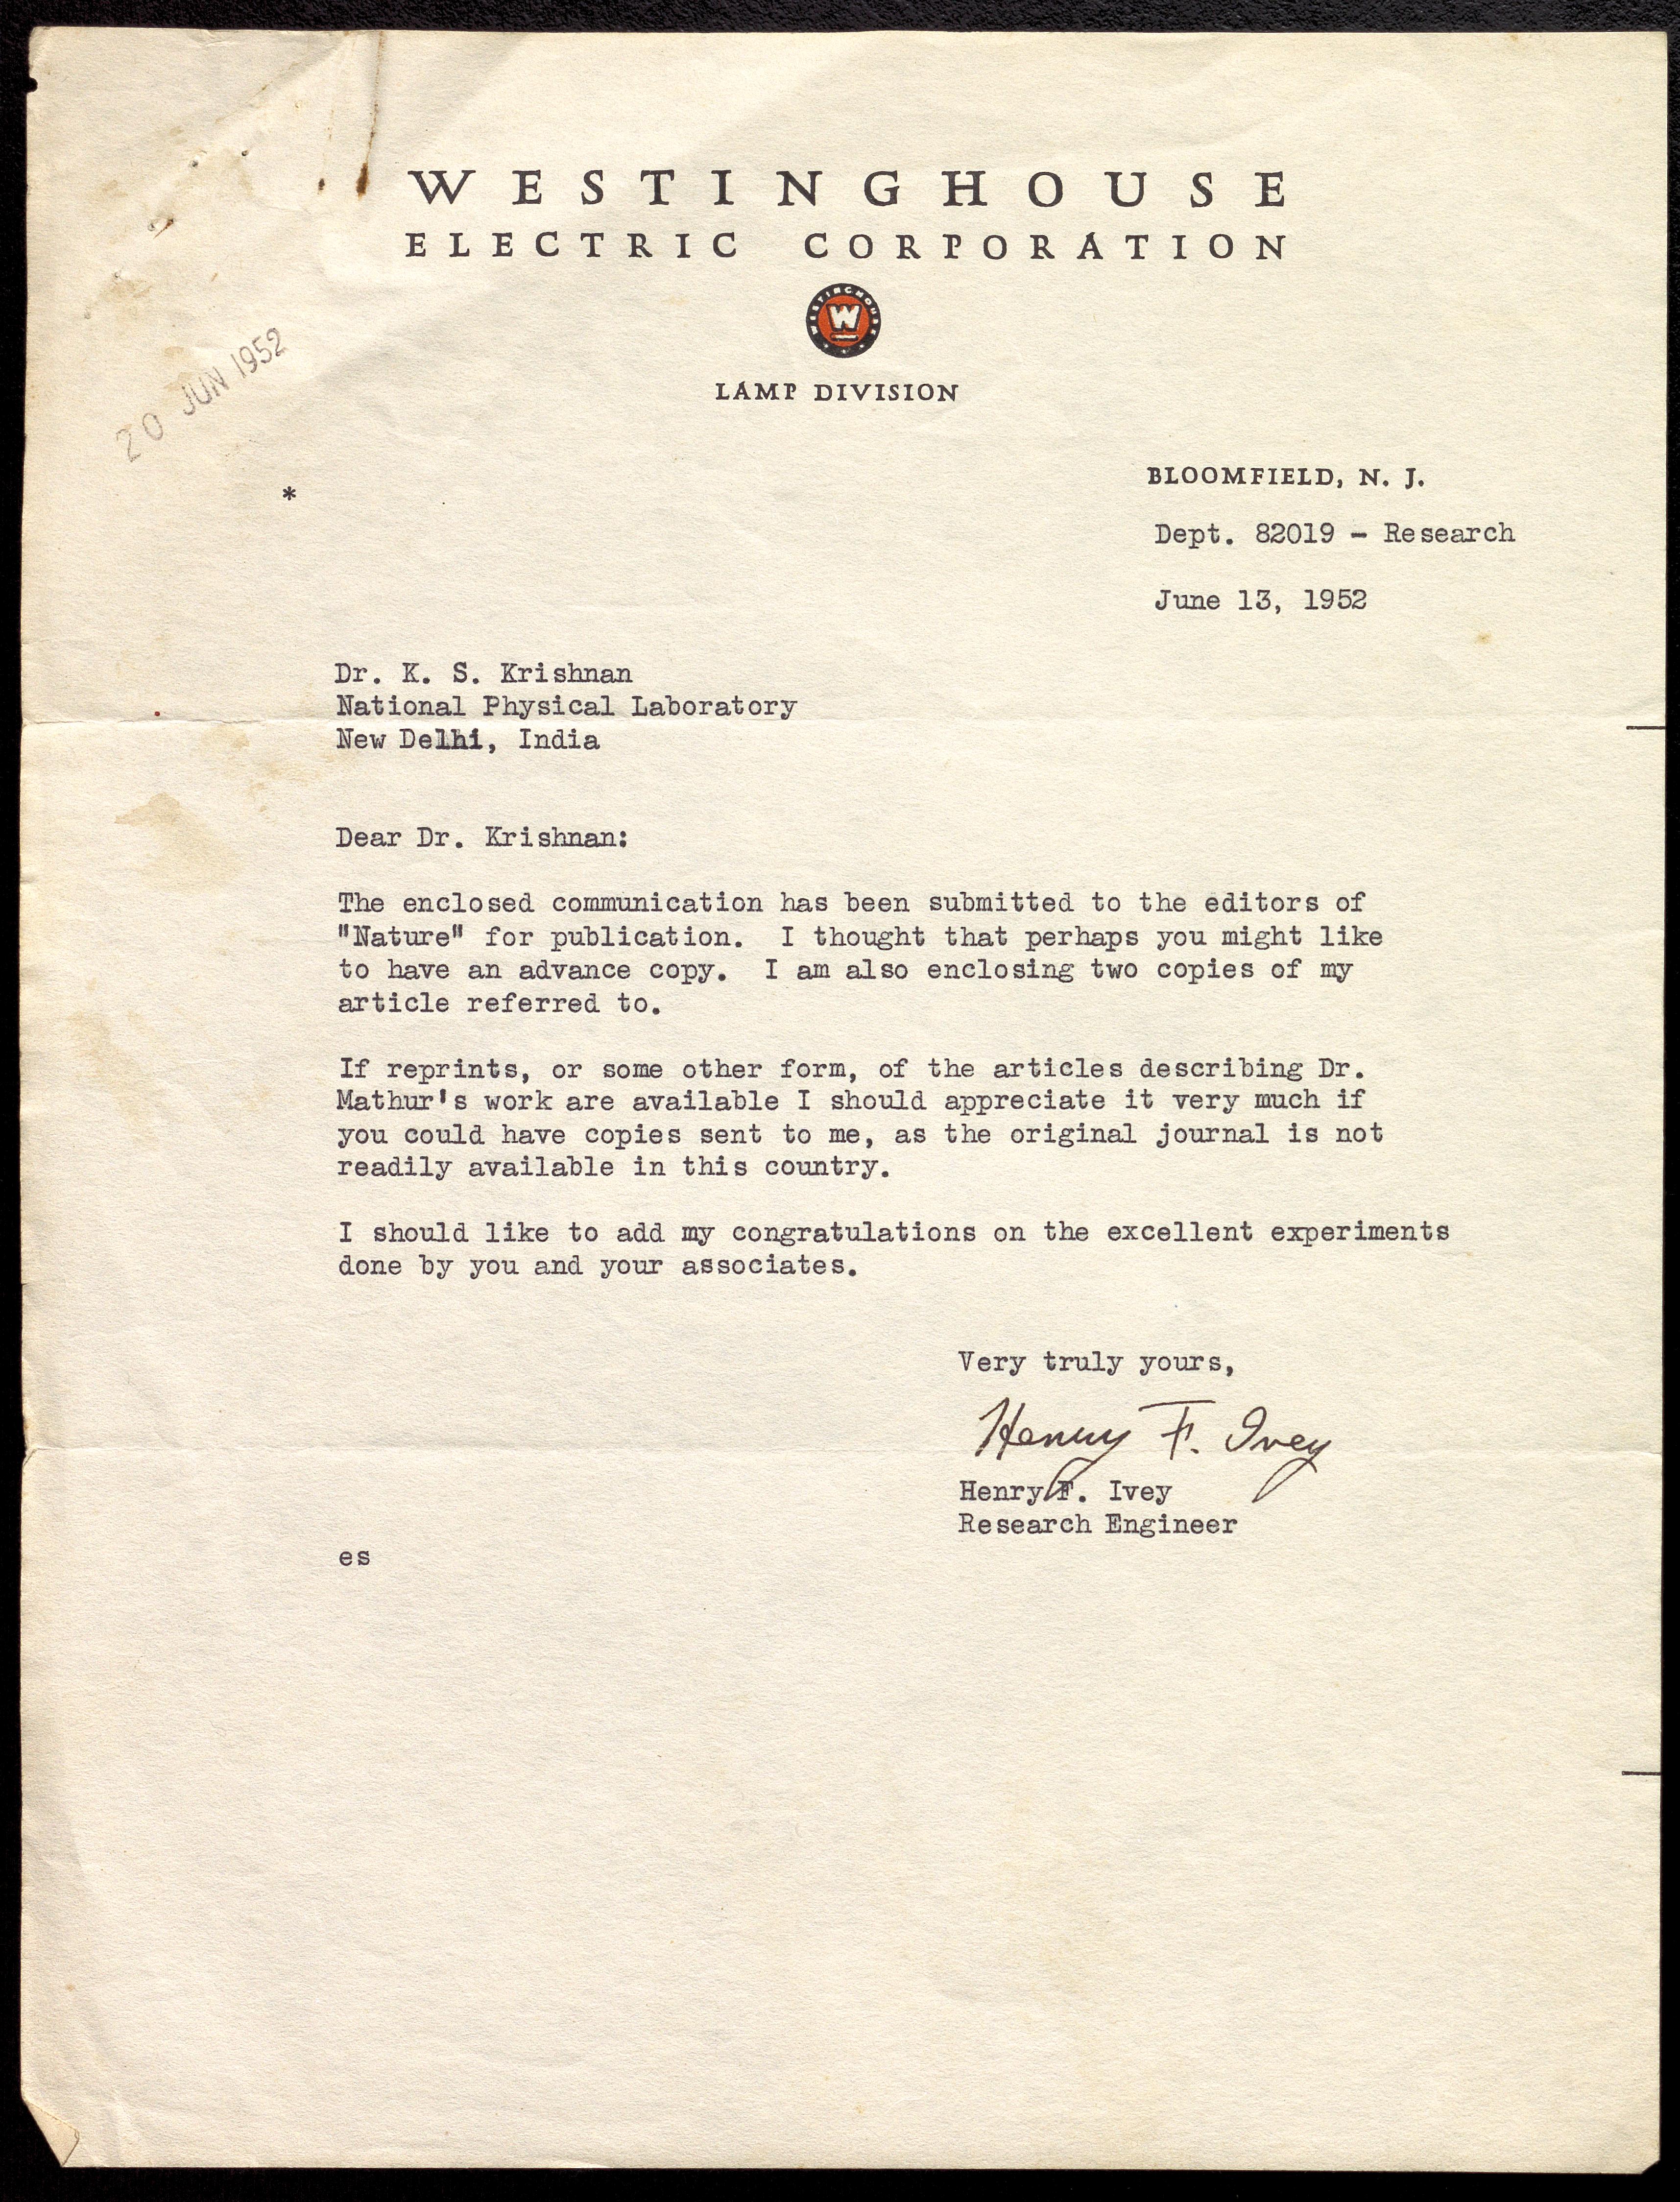 WESTINGHOUSE
ELECTRIC CORPORATION
WESTINGHOUSE
W
LAMP DIVISION
20 JUN 1952
BLOOMFIELD, N. J.
*
Dept. 82019 - Research
June 13, 1952
Dr. K. S. Krishnan
National Physical Laboratory
New Delhi, India
Dear Dr. Krishnan:
The enclosed communication has been submitted to the editors of
"Nature" for publication.  I thought that perhaps you might like
to have an advance copy.  I am also enclosing two copies of my
article referred to.
If reprints, or some other form, of the articles describing Dr.
Mathur's work are available I should appreciate it very much if
you could have copies sent to me, as the original journal is not
readily available in this country.
I should like to add my congratulations on the excellent experiments
done by you and your associates.
Very truly yours,
Henry F. Ivey
Henry F. Ivey
Research Engineer
es